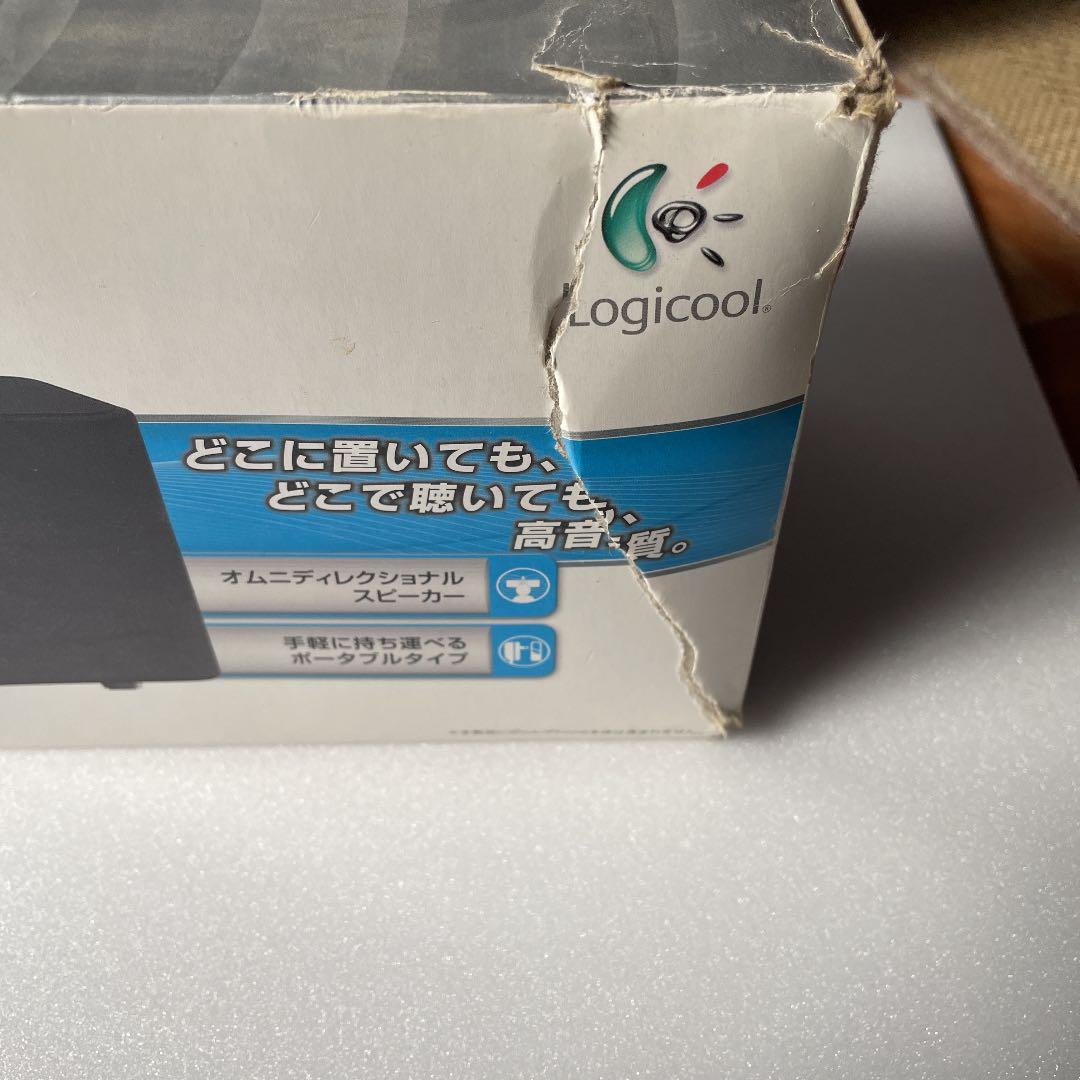 Logicool®
どこに置いても、
どこで聴いても、
高音質。
オムニディレクショナル
スピーカー
手軽に持ち運べる
ポータブルタイプ